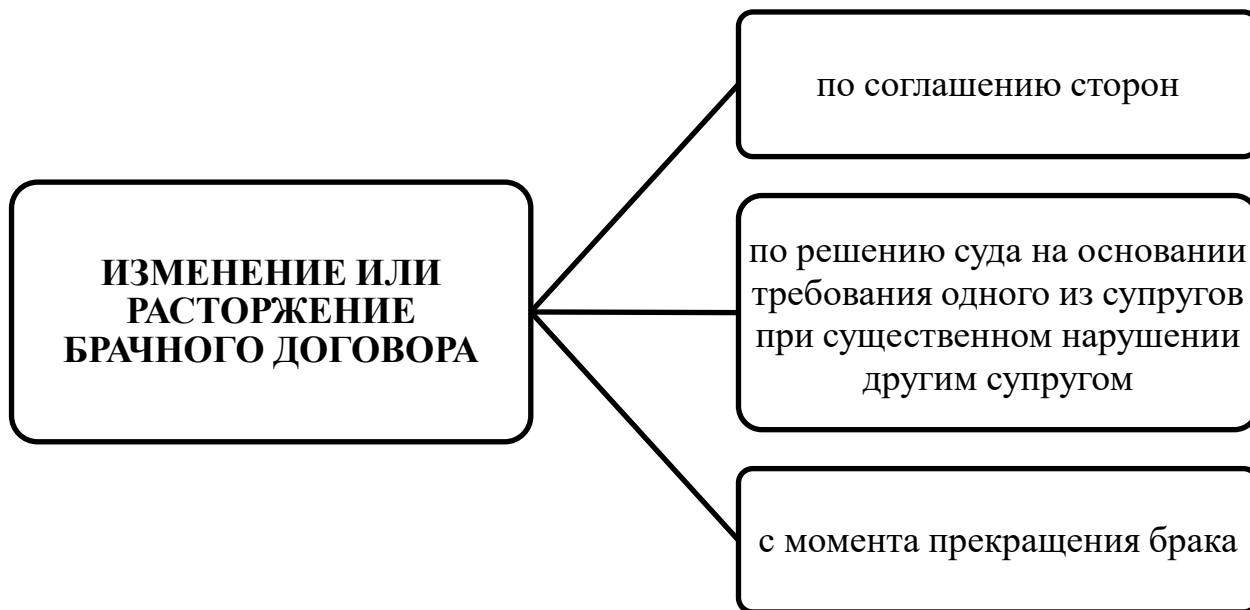 по соглашению сторон
ИЗМЕНЕНИЕ ИЛИ
РАСТОРЖЕНИЕ
БРАЧНОГО ДОГОВОРА
по решению суда на основании
требования одного из супругов
при существенном нарушении
другим супругом
с момента прекращения брака